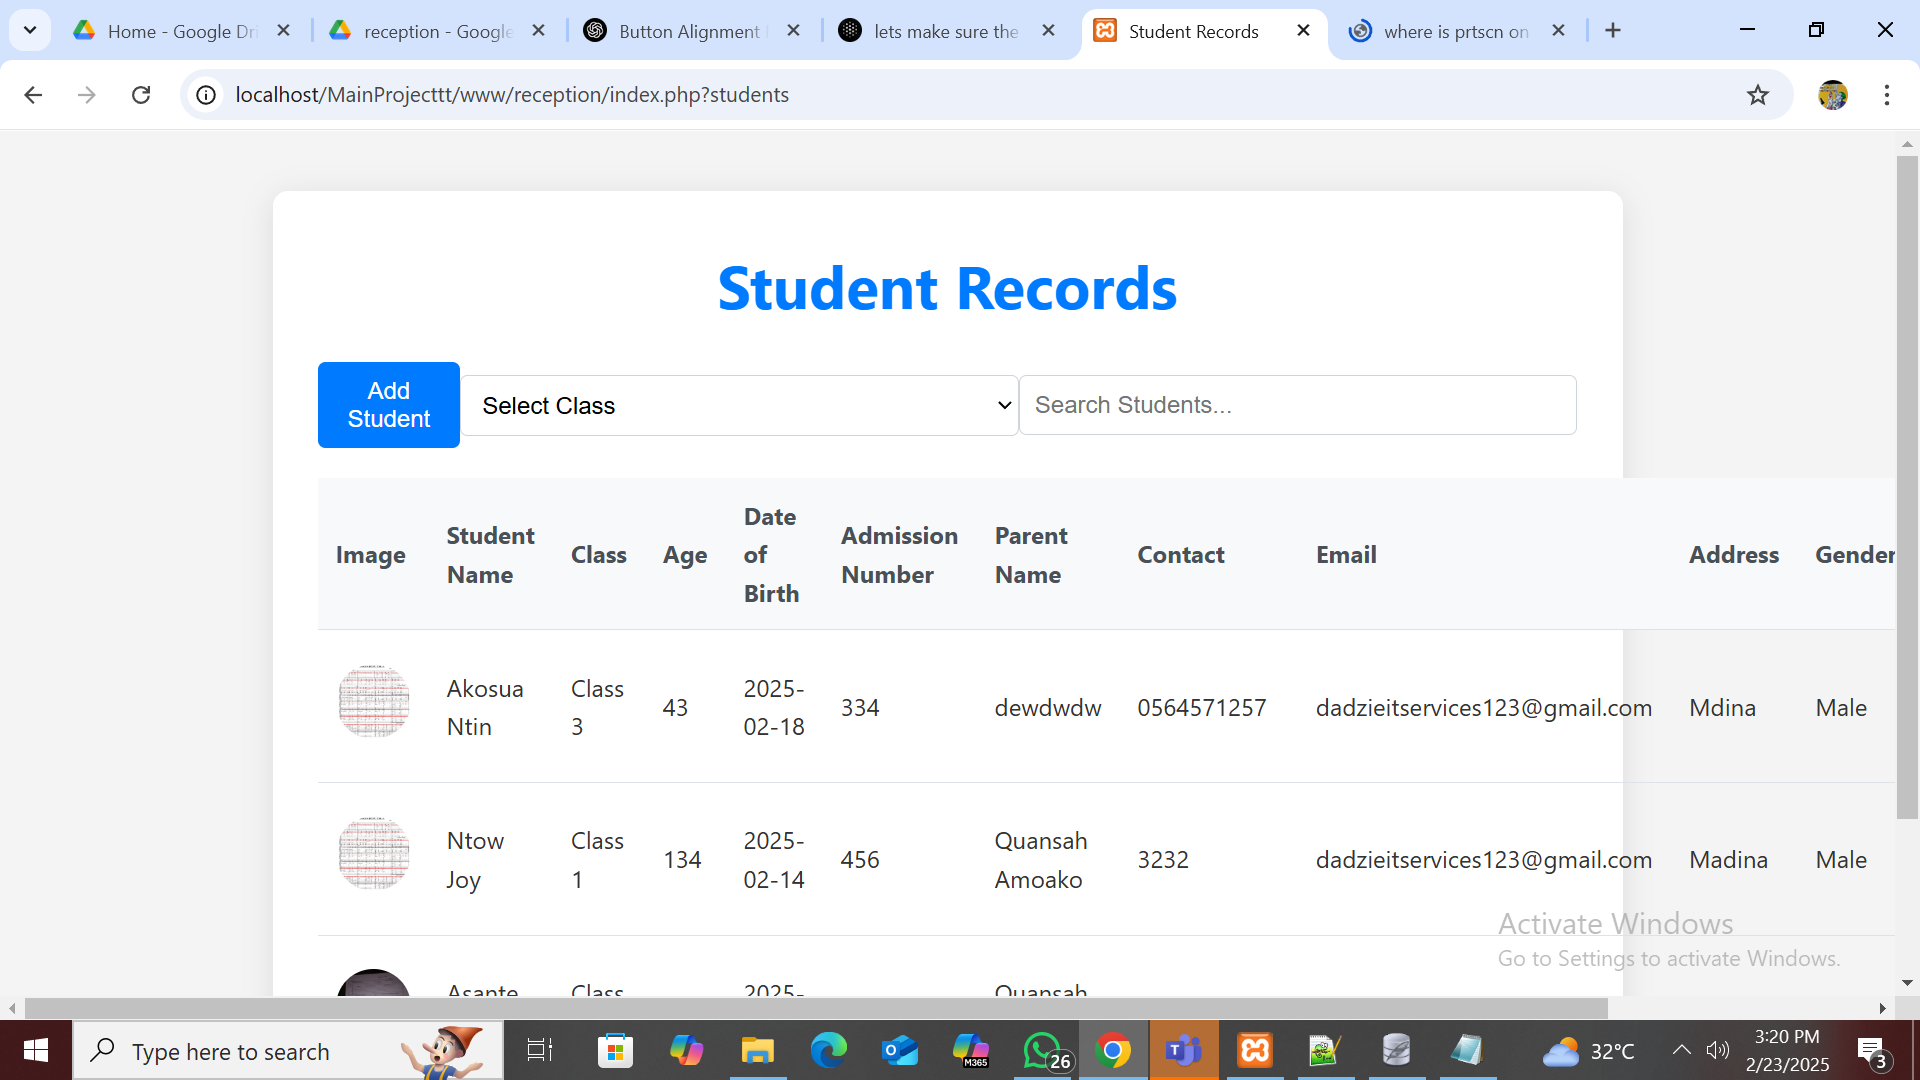 Home - Google Dri
reception - Google
Button Alignment
lets make sure the
Student Records
where is prtscn on
localhost/MainProjecttt/www/reception/index.php?students
Student Records
Add
Student
Select Class
Search Students...
Image
Student
Name
Class
Age
Date
of
Birth
Admission
Number
Parent
Name
Contact
Email
Address
Gender
Akosua
Ntin
Class
3
43
2025-
02-18
334
dewdwdw
0564571257
dadzieitservices123@gmail.com
Mdina
Male
Ntow
Joy
Class
1
134
2025-
02-14
456
Quansah
Amoako
3232
dadzieitservices123@gmail.com
Madina
Male
Activate Windows
Go to Settings to activate Windows.
Asante
Class
2025-
Quansah
Type here to search
M365
26
32°C
3:20 PM
2/23/2025
3